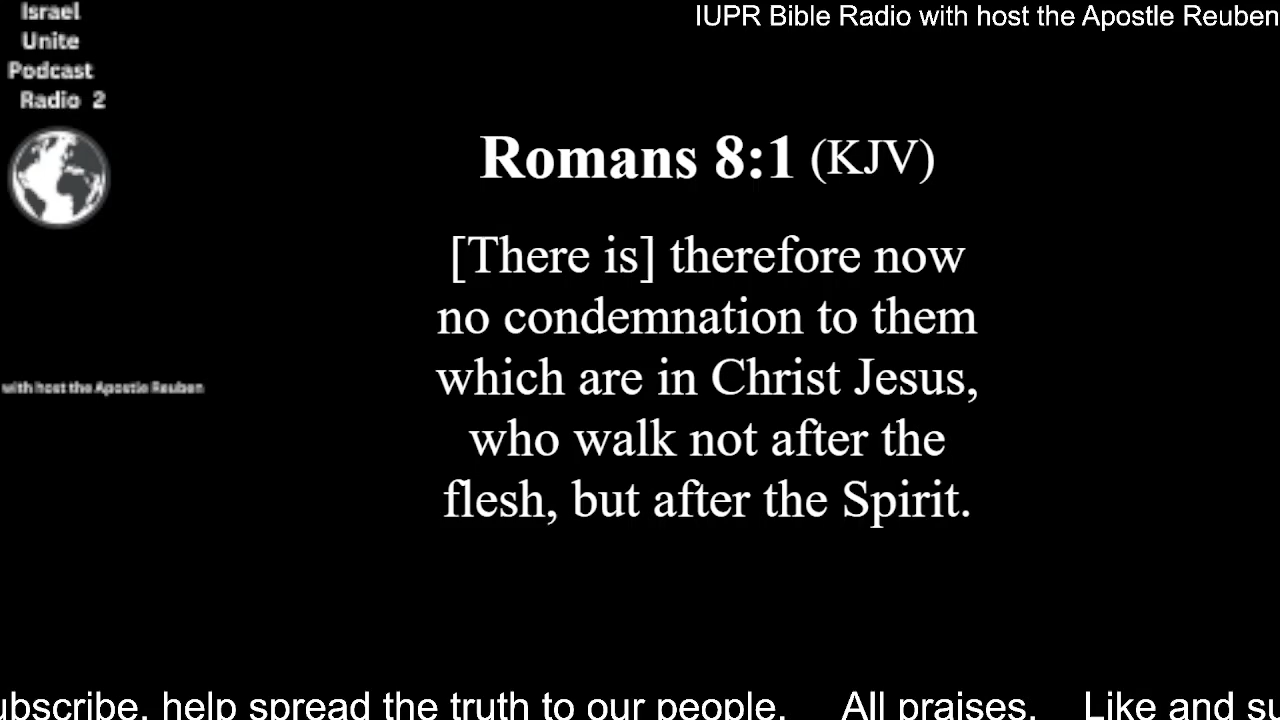 Israel
Unite
Podcast
Radio 2
IUPR Bible Radio with host the Apostle Reuben
Romans 8:1 (KJV)
[There is] therefore now
no condemnation to them
which are in Christ Jesus,
who walk not after the
flesh, but after the Spirit.
with host the Apostle Reuben
ubscribe, help spread the truth to our people. All praises. Like and su